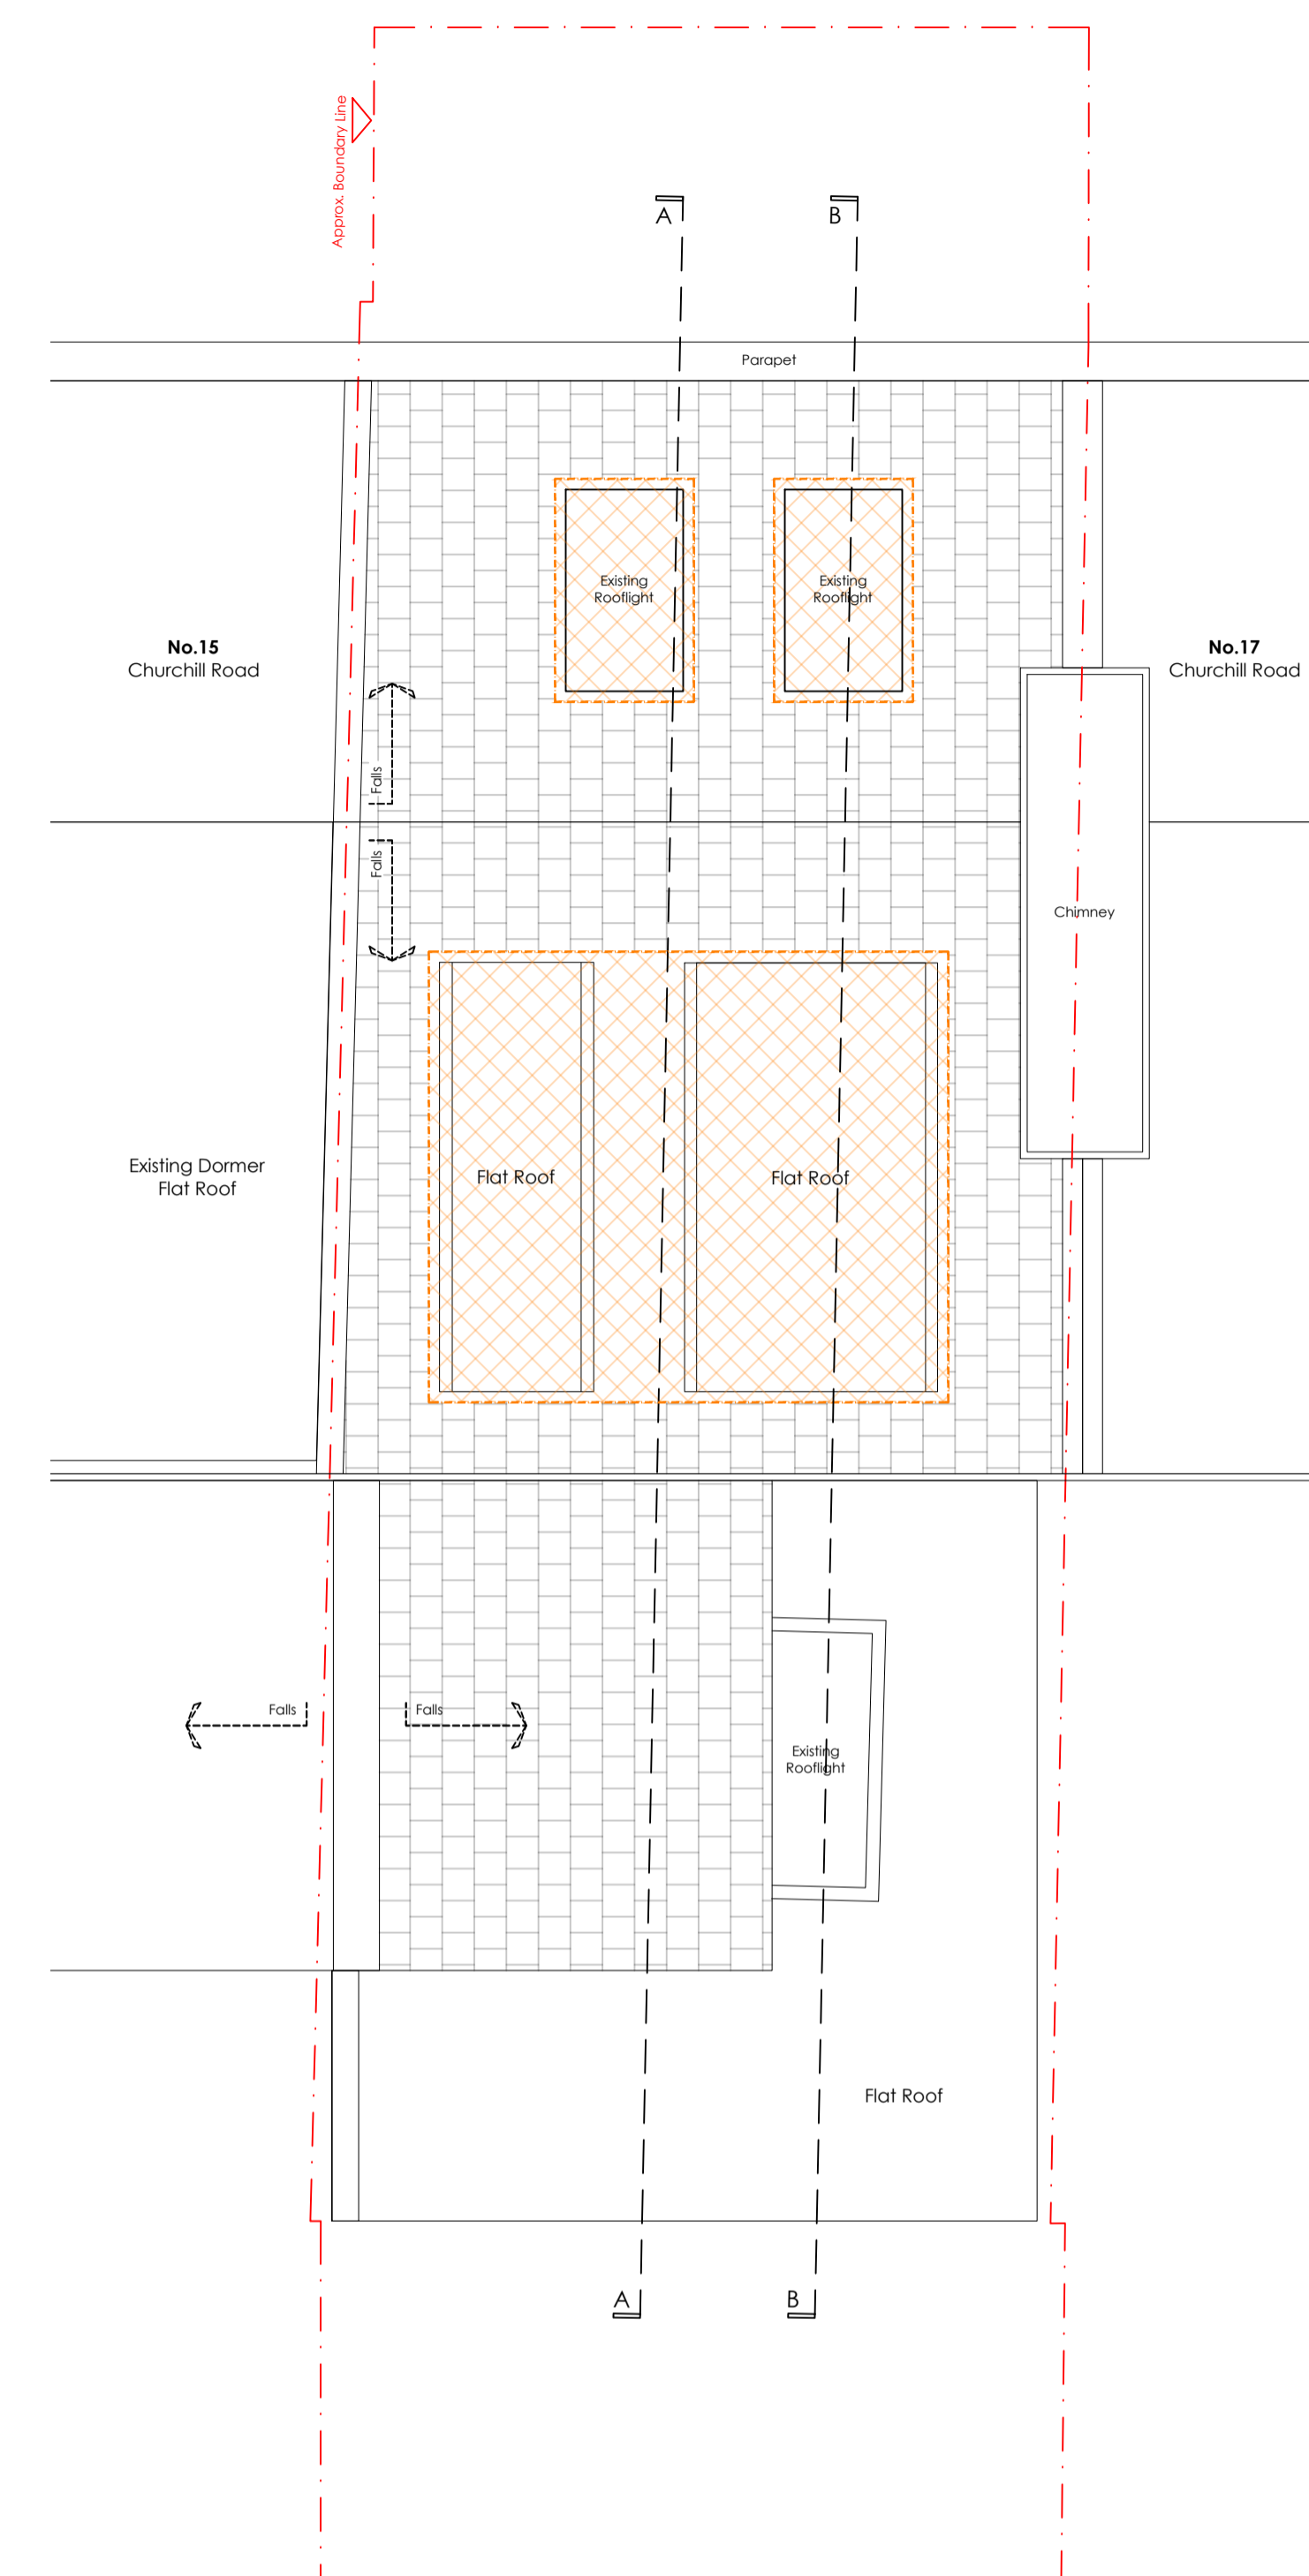 Approx. Boundary Line
A
B
Parapet
Existing
Rooflight
Existing
Rooflight
No.15
Churchill Road
No.17
Churchill Road
Falls
Falls
Chimney
Existing Dormer
Flat Roof
Flat Roof
Flat Roof
Falls
Falls
Existing
Rooflight
Flat Roof
A
B